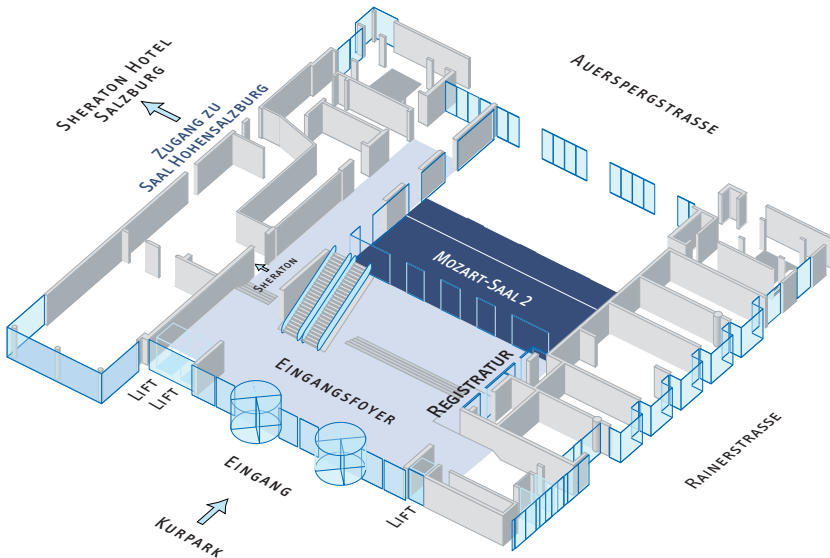 Sheraton Hotel
Salzburg
Zugang zu
Saal Hohensalzburg
Auerspergstrasse
Sheraton
Mozart-Saal 2
Registratur
Eingangsfoyer
Lift
Lift
Eingang
Kurpark
Lift
Rainerstrasse